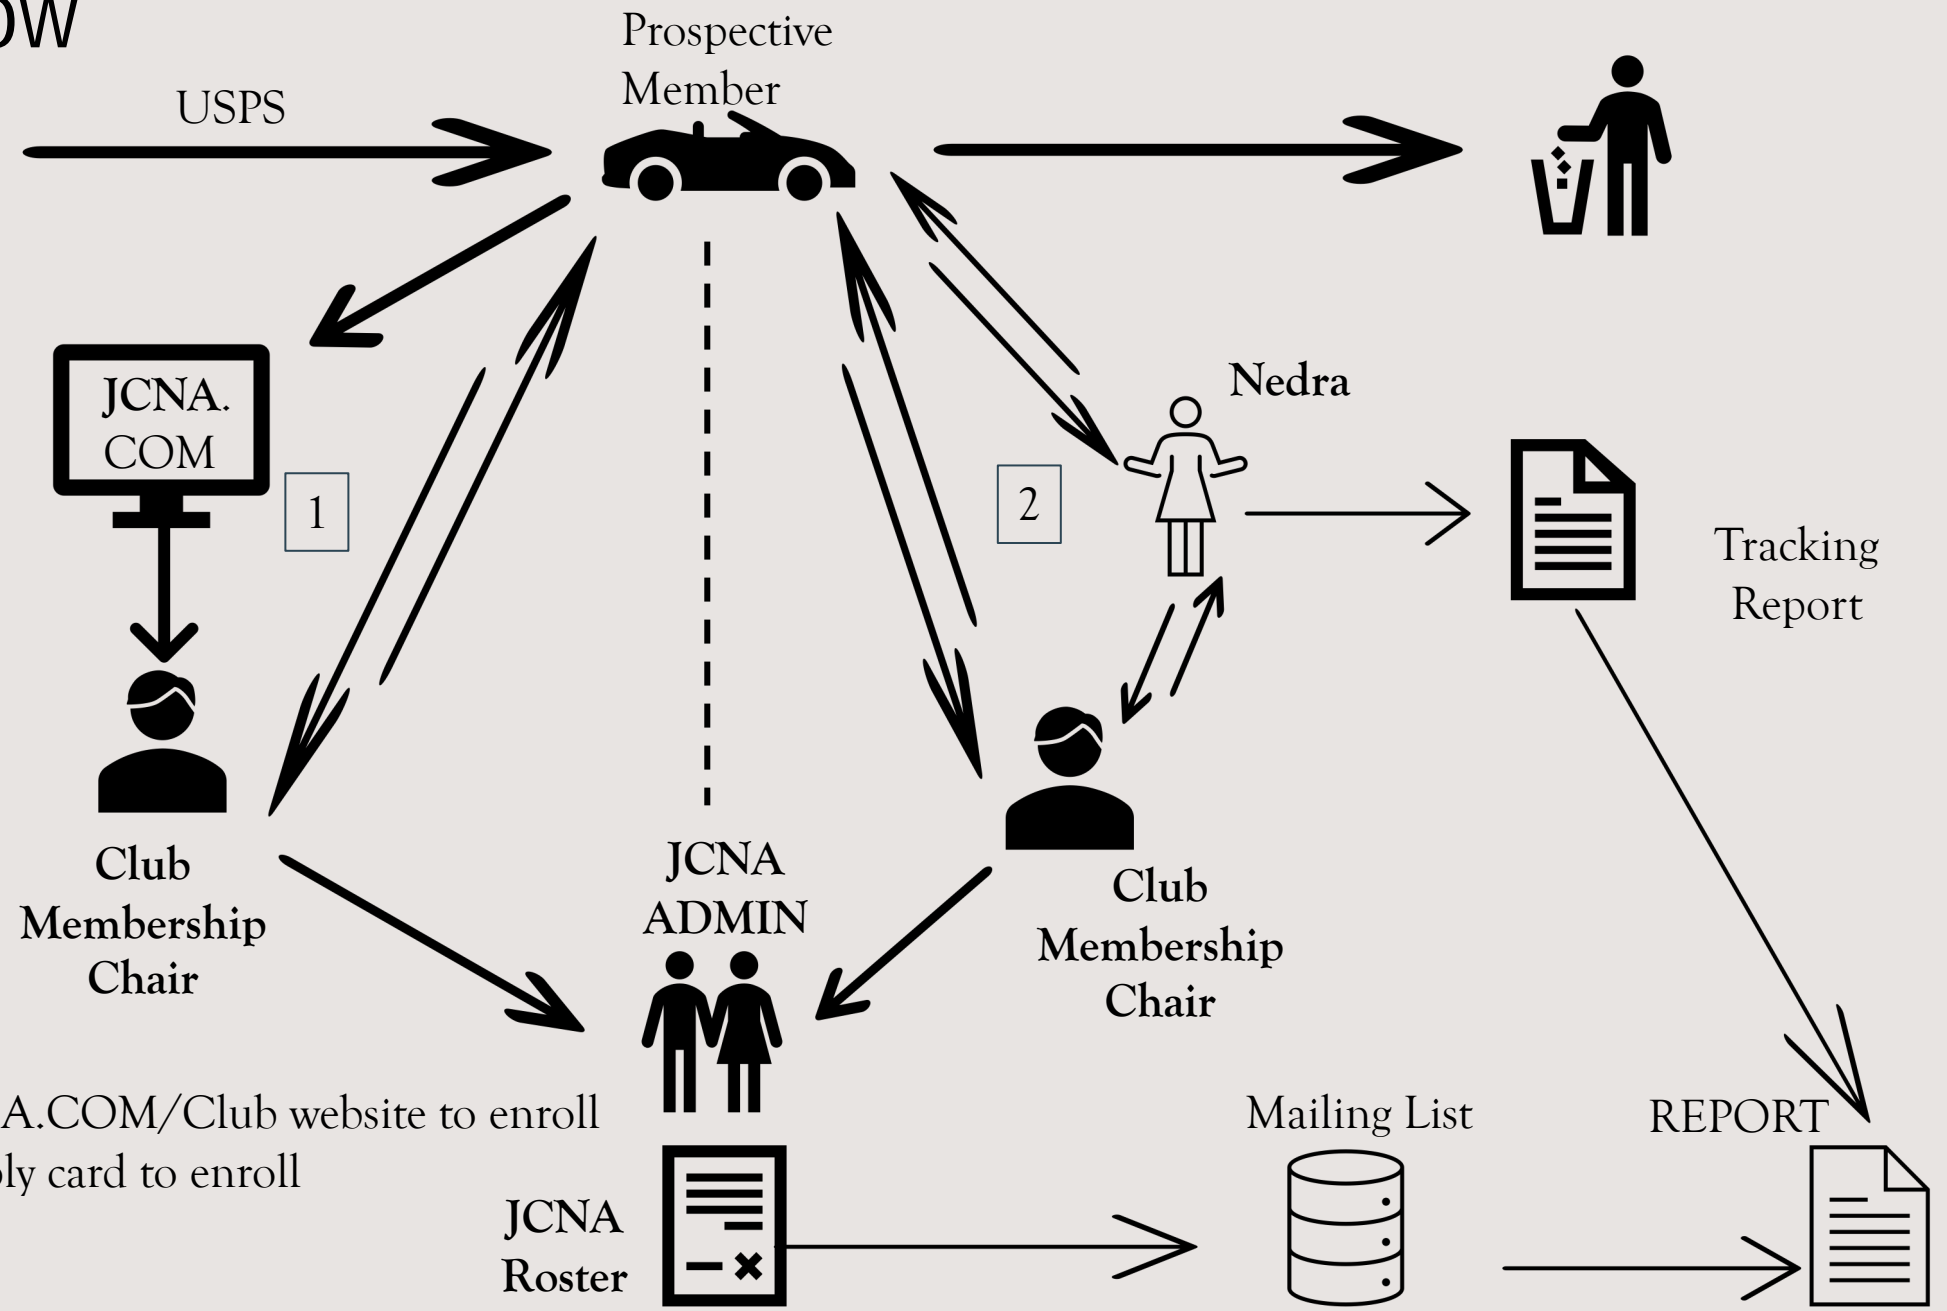 OW
Prospective
Member
USPS
JCNA.
COM
1
2
Nedra
Tracking
Report
Club
Membership
Chair
JCNA
ADMIN
Club
Membership
Chair
A.COM/Club website to enroll
ly card to enroll
Mailing List
REPORT
JCNA
Roster